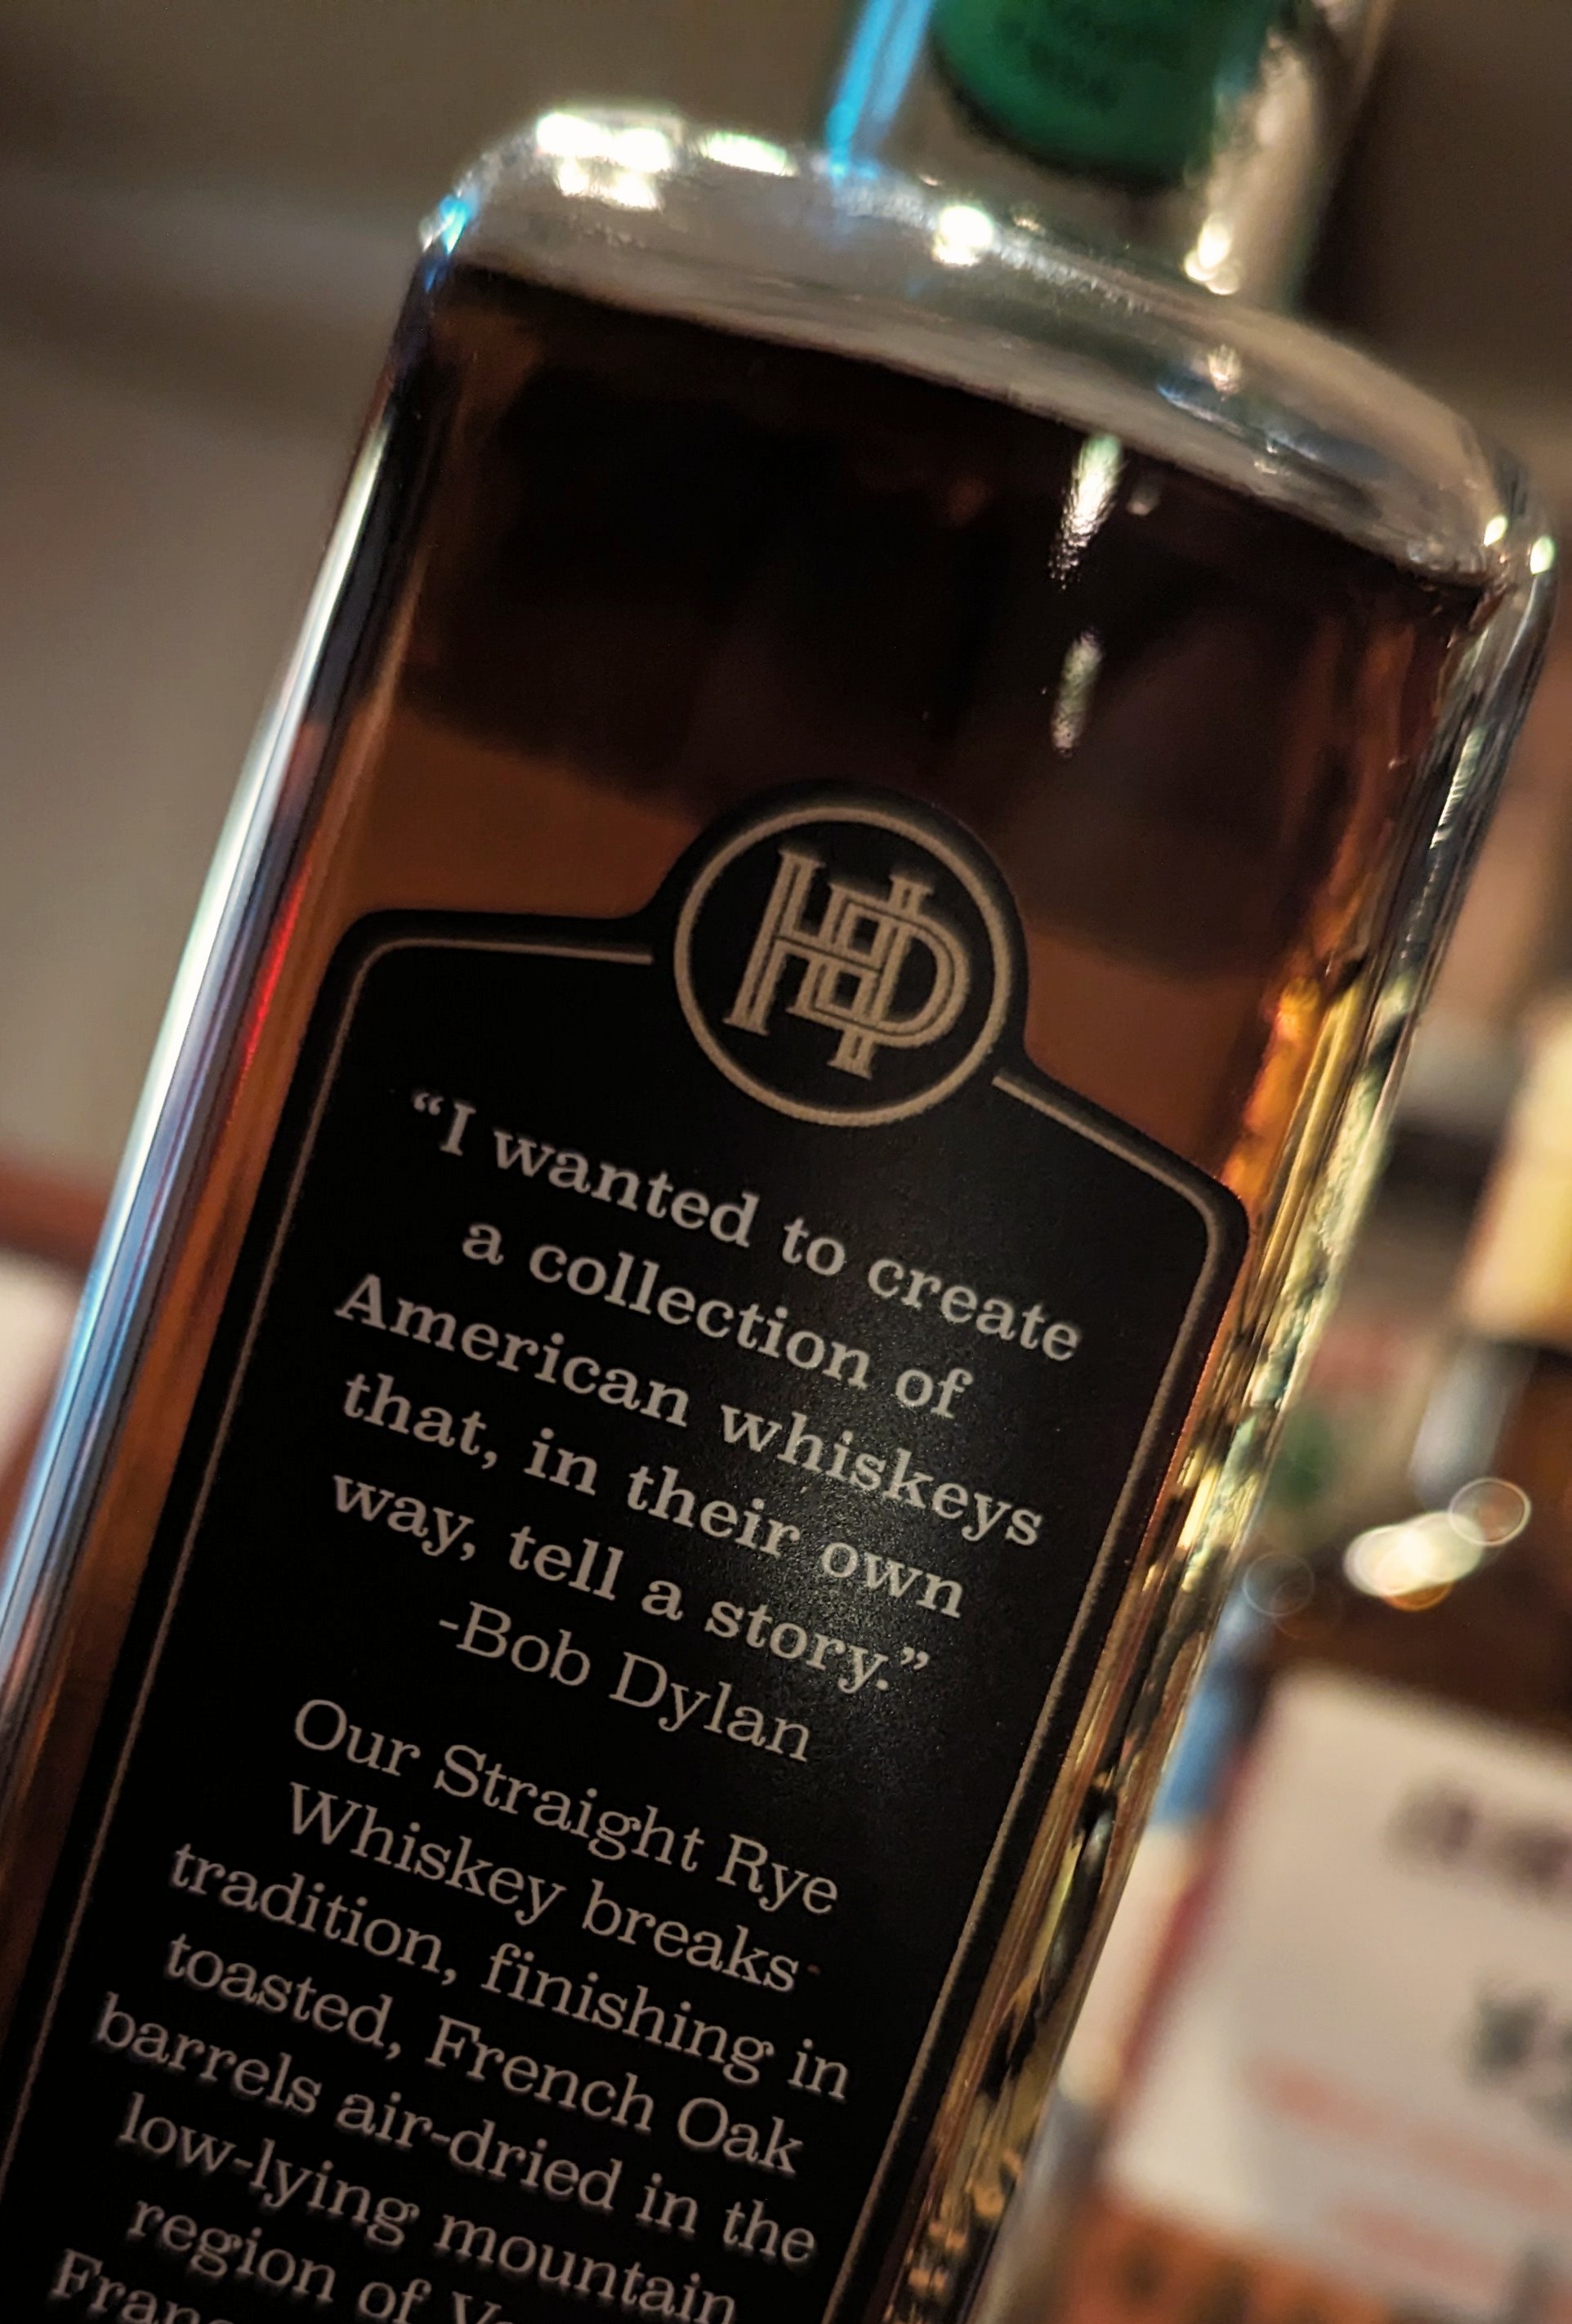 HD
“I wanted to create
a collection of
American whiskeys
that, in their own
way, tell a story.”
-Bob Dylan
Our Straight Rye
Whiskey breaks
tradition, finishing in
toasted, French Oak
barrels air-dried in the
low-lying mountain
region of